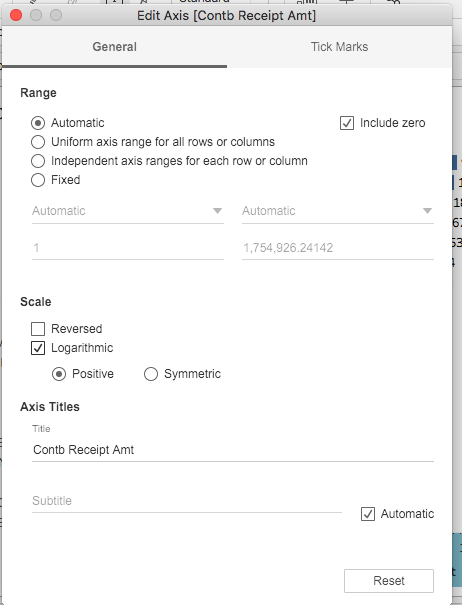 Standard
Edit Axis [Contb Receipt Amt]
General
Tick Marks
Range
Automatic
Include zero
Uniform axis range for all rows or columns
Independent axis ranges for each row or column
Fixed
Automatic
Automatic
1
1,754,926.24142
Scale
Reversed
Logarithmic
Positive
Symmetric
Axis Titles
Title
Contb Receipt Amt
Subtitle
Automatic
Reset